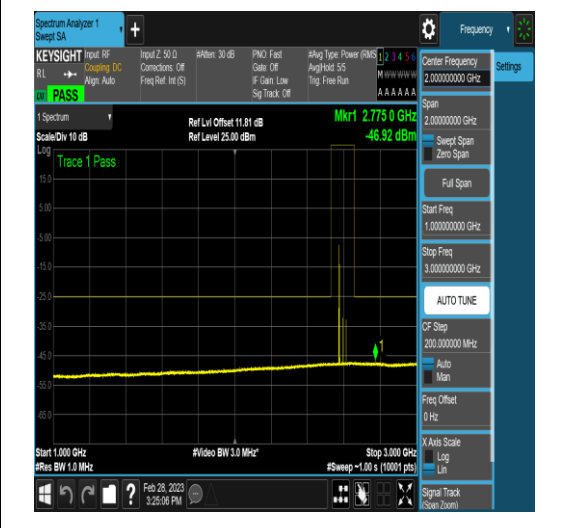 Spectrum Analyzer 1
Swept SA
+
Frequency
KEYSIGHT
RL
PASS
Input: RF
Coupling: DC
Align: Auto
Input Z: 50 Ω
Corrections: Off
Freq Ref: Int (S)
#Atten: 30 dB
PNO: Fast
Gate: Off
IF Gain: Low
Sig Track: Off
#Avg Type: Power (RMS
Avg|Hold: 5/5
Trig: Free Run
1 2 3 4 5 6
M W W W W W
A A A A A A
Center Frequency
2.000000000 GHz
Settings
Span
2.00000000 GHz
Swept Span
Zero Span
Full Span
Start Freq
1.000000000 GHz
Stop Freq
3.000000000 GHz
AUTO TUNE
CF Step
200.000000 MHz
Auto
Man
Freq Offset
0 Hz
X Axis Scale
Log
Lin
Signal Track
(Span Zoom)
1 Spectrum
Scale/Div 10 dB
Ref Lvl Offset 11.81 dB
Ref Level 25.00 dBm
Mkr1 2.775 0 GHz
-46.92 dBm
Log
Trace 1 Pass
15.0
5.00
-5.00
-15.0
-25.0
-35.0
-45.0
-55.0
-65.0
1
Start 1.000 GHz
#Res BW 1.0 MHz
#Video BW 3.0 MHz*
Stop 3.000 GHz
#Sweep ~1.00 s (10001 pts)
?
Feb 28, 2023
3:25:06 PM